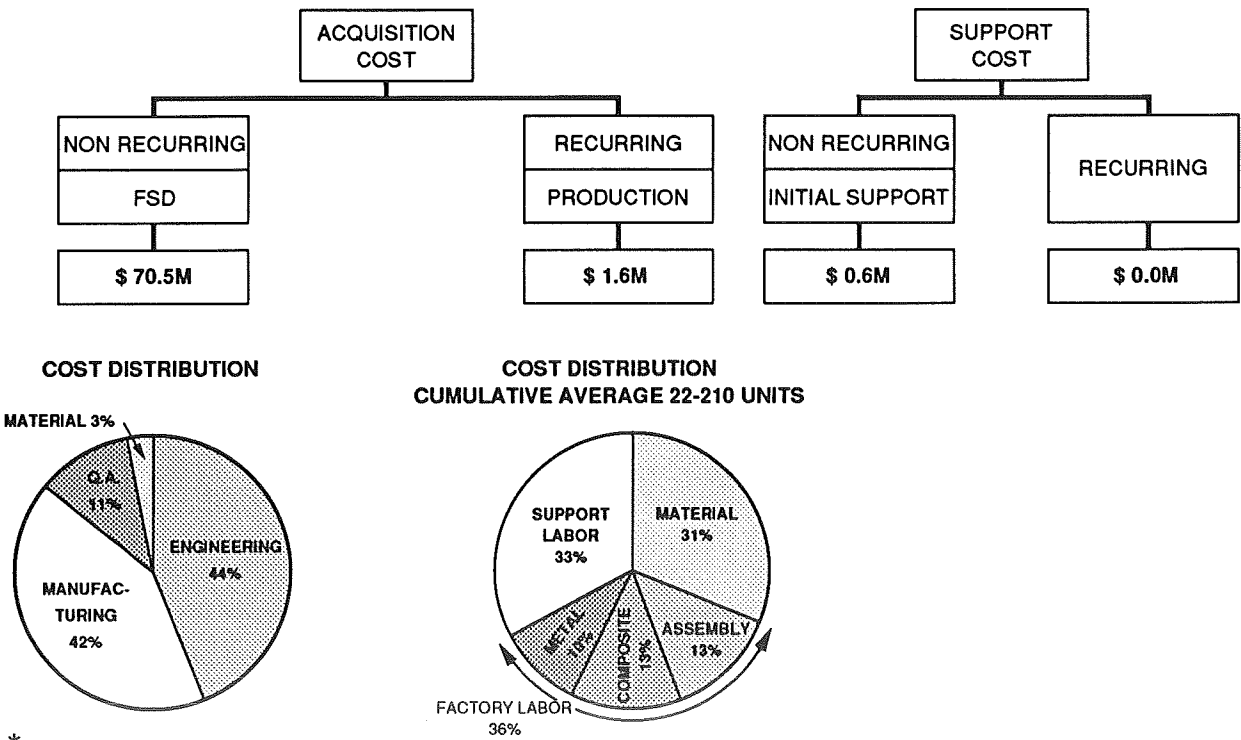 ACQUISITION
COST
SUPPORT
COST
NON RECURRING
FSD
$ 70.5M
RECURRING
PRODUCTION
$ 1.6M
NON RECURRING
INITIAL SUPPORT
$ 0.6M
RECURRING
$ 0.0M
COST DISTRIBUTION
MATERIAL 3%
Q.A.
11%
ENGINEERING
44%
MANUFAC-
TURING
42%
COST DISTRIBUTION
CUMULATIVE AVERAGE 22-210 UNITS
SUPPORT
LABOR
33%
MATERIAL
31%
METAL
10%
COMPOSITE
13%
ASSEMBLY
13%
FACTORY LABOR
36%
*